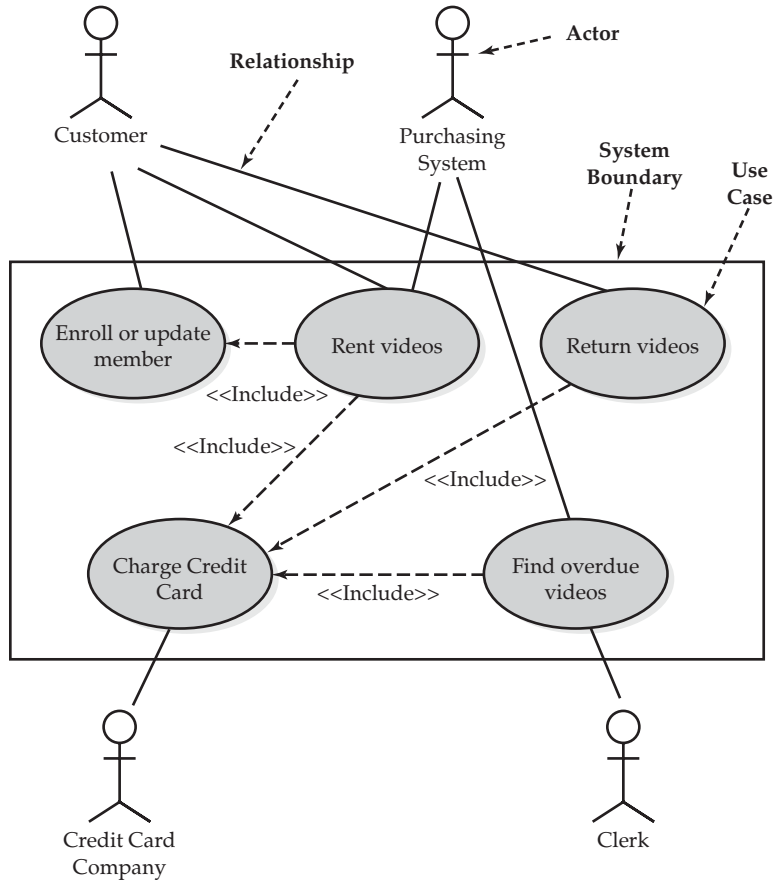 Actor
Relationship
Customer
Purchasing
System
System
Boundary
Use
Case
Enroll or update
member
Rent videos
Return videos
<<Include>>
<<Include>>
<<Include>>
Charge Credit
Card
Find overdue
videos
<<Include>>
Credit Card
Company
Clerk